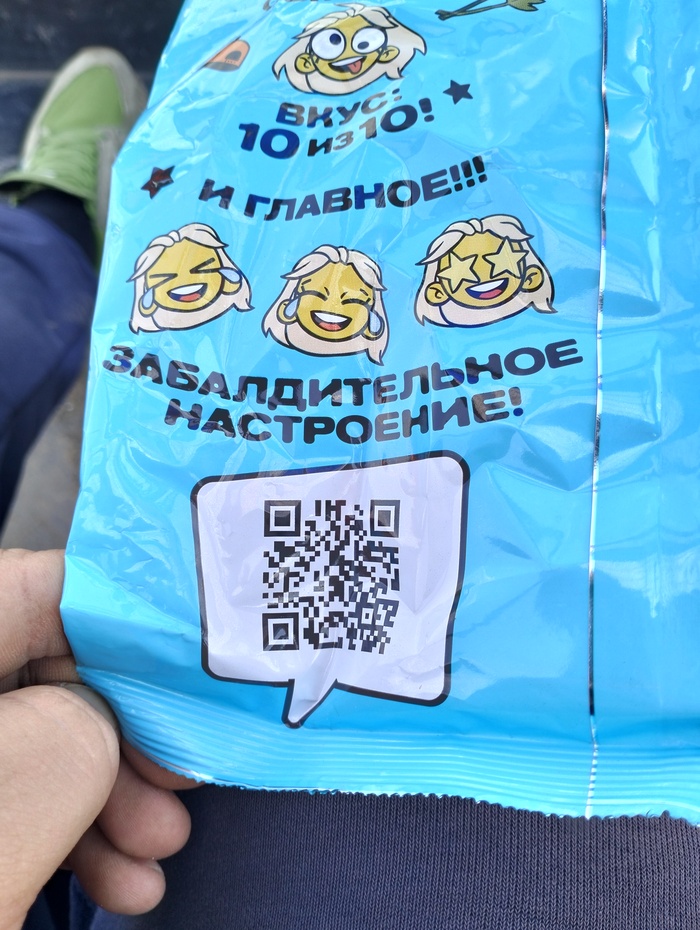 ВКУС:
10 ИЗ 10!
И ГЛАВНОЕ!!!
ЗАБАЛДИТЕЛЬНОЕ
НАСТРОЕНИЕ!